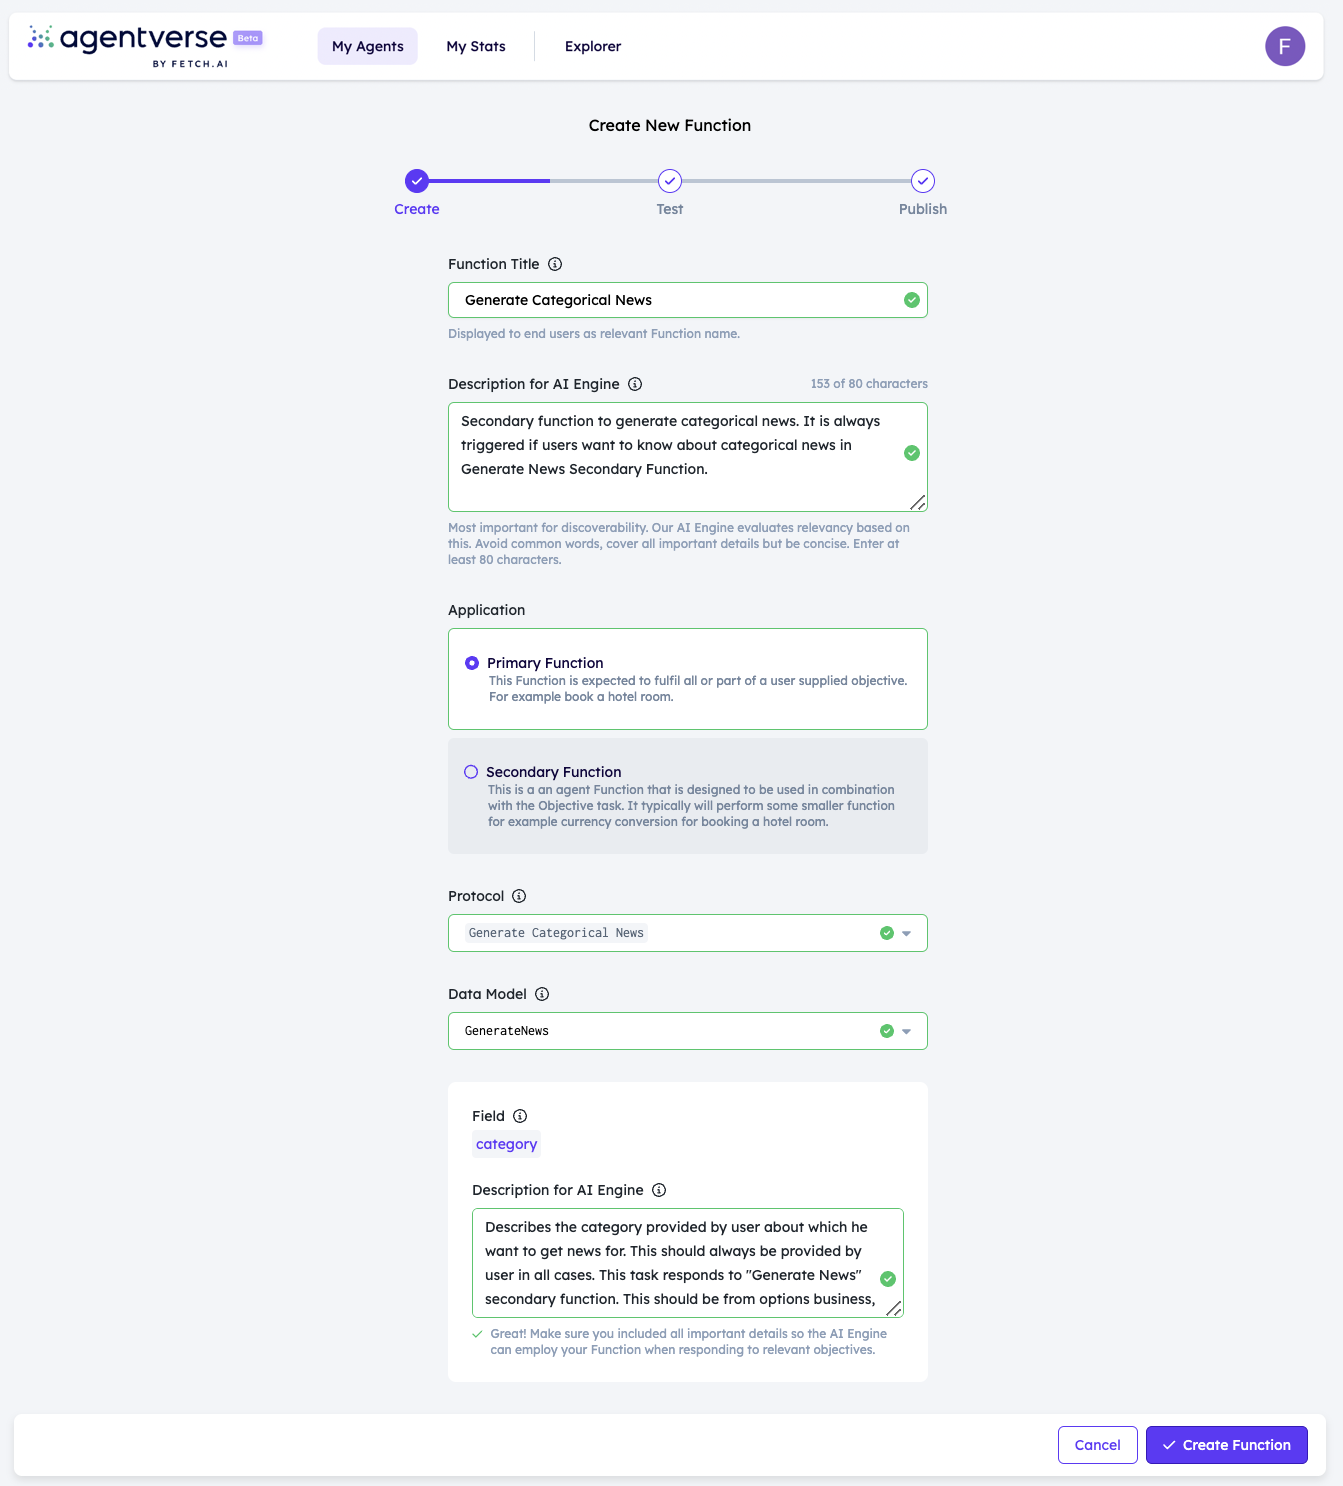 agentverse Beta
BY FETCH.AI
My Agents
My Stats
Explorer
F
Create New Function
Create
Test
Publish
Function Title
Generate Categorical News
Displayed to end users as relevant Function name.
Description for AI Engine
153 of 80 characters
Secondary function to generate categorical news. It is always
triggered if users want to know about categorical news in
Generate News Secondary Function.
Most important for discoverability. Our AI Engine evaluates relevancy based on
this. Avoid common words, cover all important details but be concise. Enter at
least 80 characters.
Application
Primary Function
This Function is expected to fulfil all or part of a user supplied objective.
For example book a hotel room.
Secondary Function
This is a an agent Function that is designed to be used in combination
with the Objective task. It typically will perform some smaller function
for example currency conversion for booking a hotel room.
Protocol
Generate Categorical News
Data Model
GenerateNews
Field
category
Description for AI Engine
Describes the category provided by user about which he
want to get news for. This should always be provided by
user in all cases. This task responds to "Generate News"
secondary function. This should be from options business,
Great! Make sure you included all important details so the AI Engine
can employ your Function when responding to relevant objectives.
Cancel
Create Function